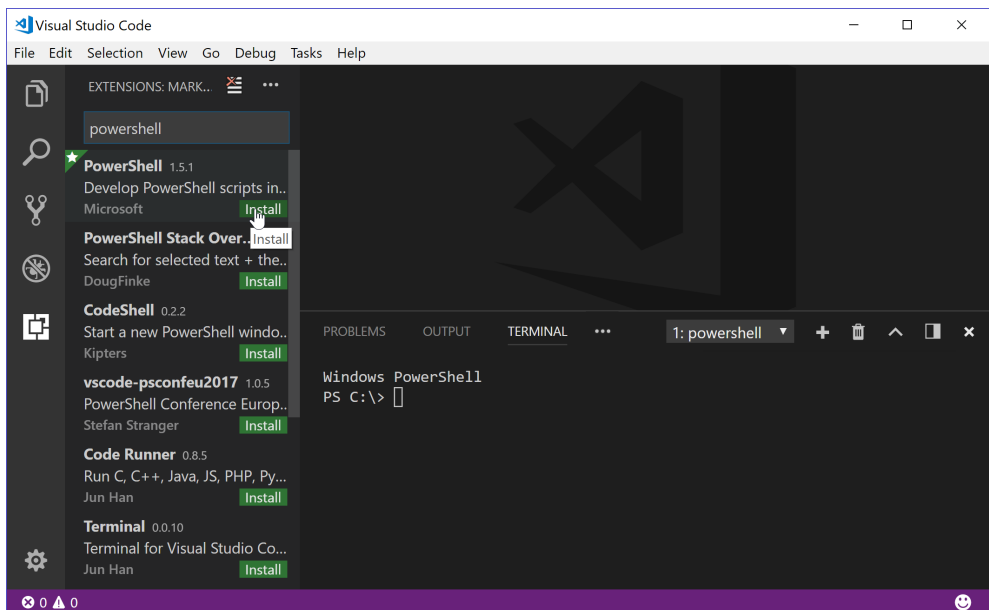 Visual Studio Code
File Edit Selection View Go Debug Tasks Help
EXTENSIONS: MARK...
powershell
PowerShell 1.5.1
Develop PowerShell scripts in..
Microsoft Install
PowerShell Stack Over.. Install
Search for selected text + the..
DougFinke Install
CodeShell 0.2.2
Start a new PowerShell windo..
Kipters Install
vscode-psconfeu2017 1.0.5
PowerShell Conference Europ..
Stefan Stranger Install
Code Runner 0.8.5
Run C, C++, Java, JS, PHP, Py...
Jun Han Install
Terminal 0.0.10
Terminal for Visual Studio Co...
Jun Han Install
PROBLEMS OUTPUT TERMINAL ••• 1: powershell
Windows PowerShell
PS C:\>
0 0